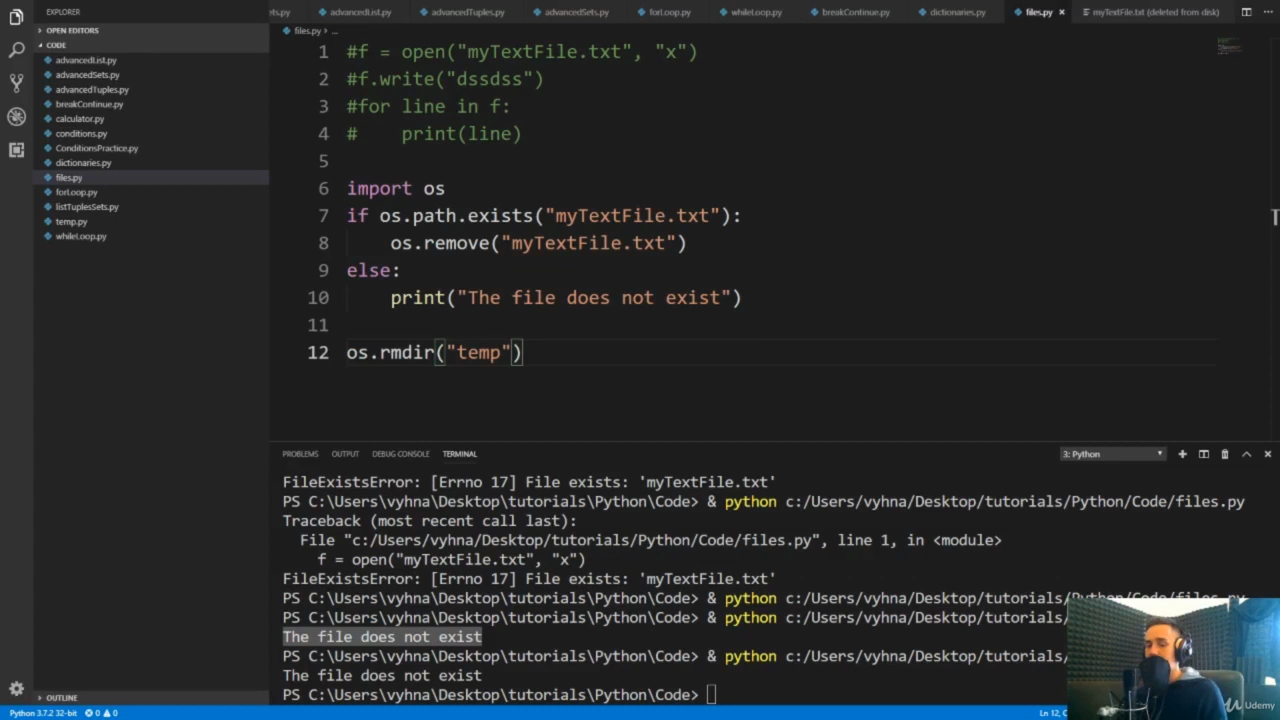 EXPLORER
OPEN EDITORS
CODE
advancedList.py
advancedSets.py
advancedTuples.py
breakContinue.py
calculator.py
conditions.py
ConditionsPractice.py
dictionaries.py
files.py
forLoop.py
listTuplesSets.py
temp.py
whileLoop.py
OUTLINE
ets.py advancedList.py advancedTuples.py advancedSets.py forLoop.py whileLoop.py breakContinue.py dictionaries.py files.py myTextFile.txt (deleted from disk)
files.py > ...
1 #f = open("myTextFile.txt", "x")
2 #f.write("dssdss")
3 #for line in f:
4 #    print(line)
5
6 import os
7 if os.path.exists("myTextFile.txt"):
8     os.remove("myTextFile.txt")
9 else:
10     print("The file does not exist")
11
12 os.rmdir("temp")
PROBLEMS OUTPUT DEBUG CONSOLE TERMINAL 3: Python
FileExistsError: [Errno 17] File exists: 'myTextFile.txt'
PS C:\Users\vyhna\Desktop\tutorials\Python\Code> & python c:/Users/vyhna/Desktop/tutorials/Python/Code/files.py
Traceback (most recent call last):
  File "c:/Users/vyhna/Desktop/tutorials/Python/Code/files.py", line 1, in <module>
    f = open("myTextFile.txt", "x")
FileExistsError: [Errno 17] File exists: 'myTextFile.txt'
PS C:\Users\vyhna\Desktop\tutorials\Python\Code> & python c:/Users/vyhna/Desktop/tutorials/Python/Code/files.py
PS C:\Users\vyhna\Desktop\tutorials\Python\Code> & python c:/Users/vyhna/Desktop/tutorials/
The file does not exist
PS C:\Users\vyhna\Desktop\tutorials\Python\Code> & python c:/Users/vyhna/Desktop/tutorials/
The file does not exist
PS C:\Users\vyhna\Desktop\tutorials\Python\Code>
Python 3.7.2 32-bit 0 0 Ln 12, C
Udemy